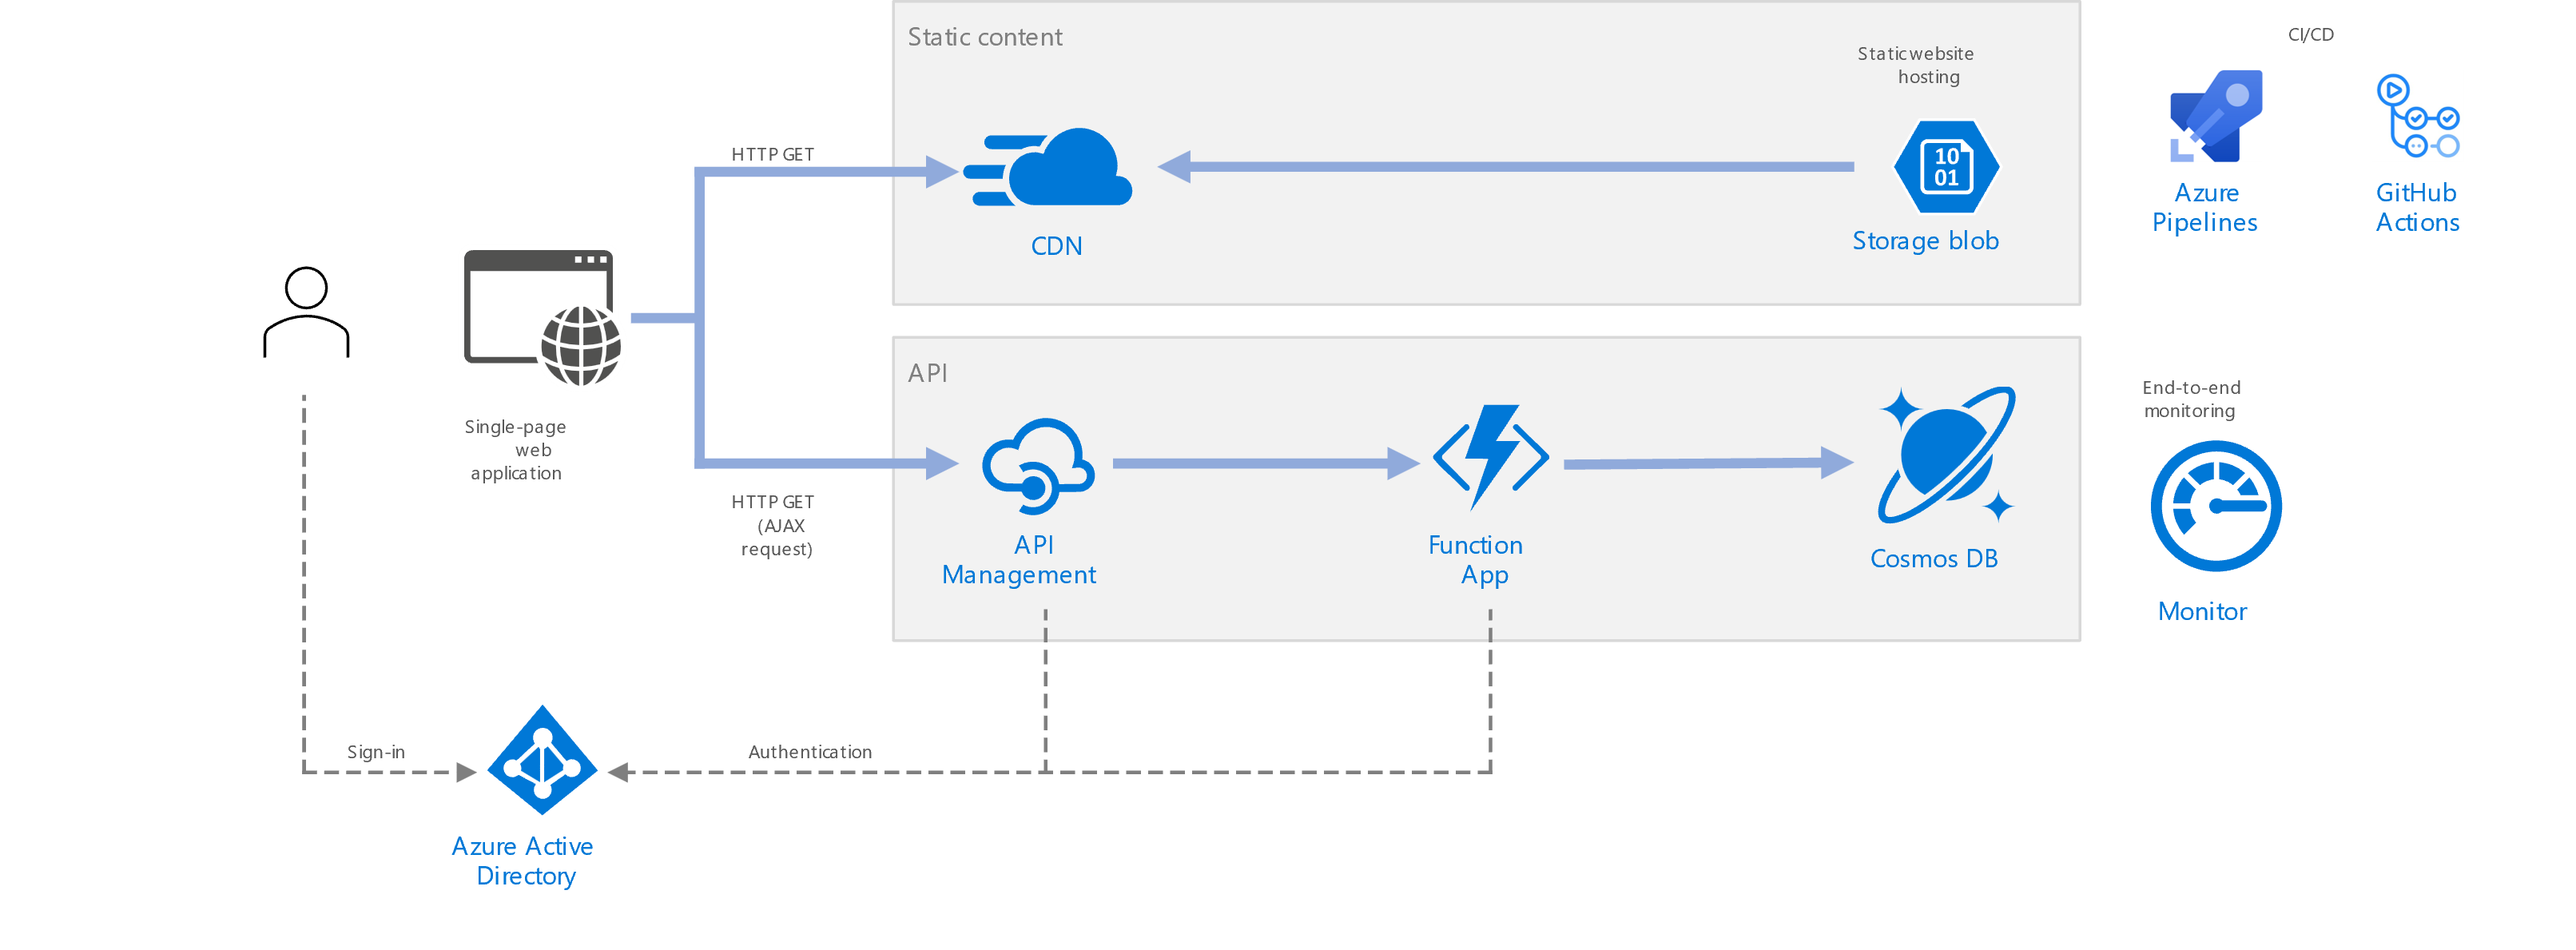 Static content
Static website
hosting
CI/CD
HTTP GET
10
01
CDN
Storage blob
Azure
Pipelines
GitHub
Actions
API
End-to-end
monitoring
Single-page
web
application
HTTP GET
(AJAX
request)
API
Management
Function
App
Cosmos DB
Monitor
Sign-in
Authentication
Azure Active
Directory